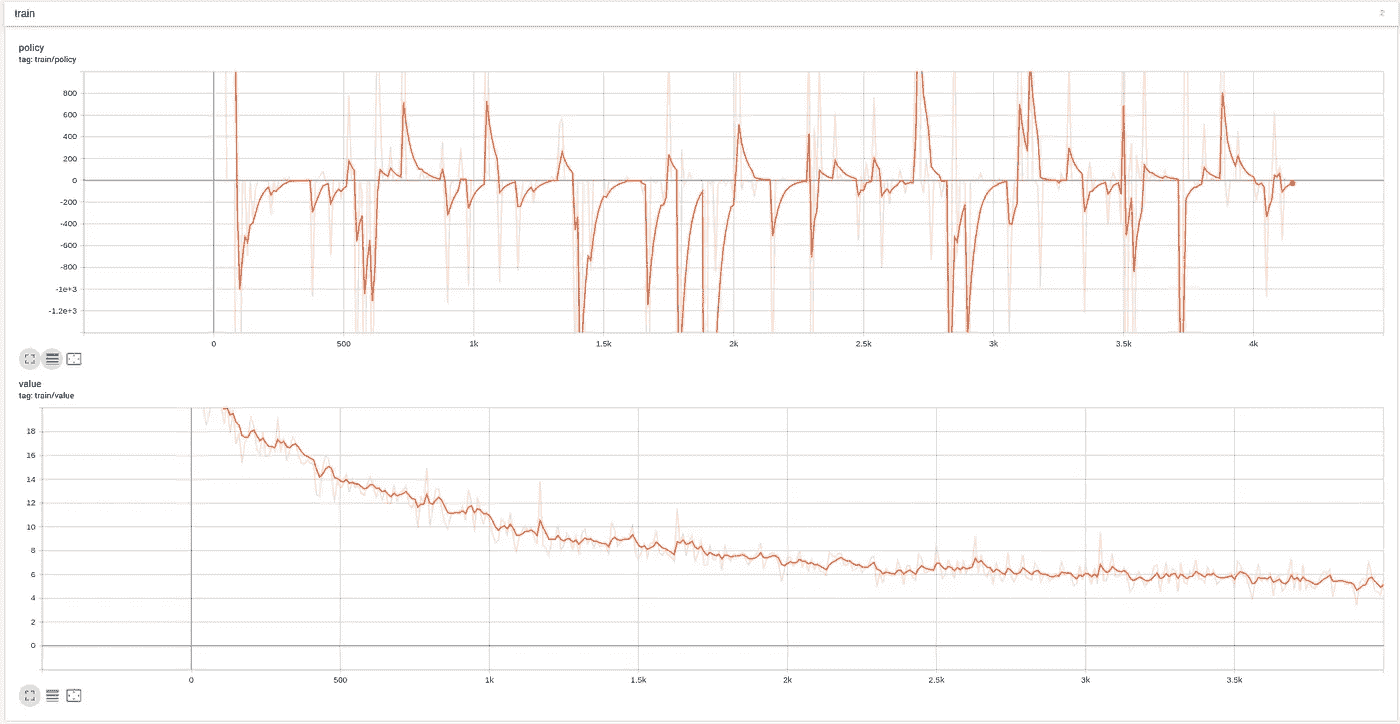 train
2
policy
tag: train/policy
800
600
400
200
0
-200
-400
-600
-800
-1e+3
-1.2e+3
0 500 1k 1.5k 2k 2.5k 3k 3.5k 4k
value
tag: train/value
18
16
14
12
10
8
6
4
2
0
0 500 1k 1.5k 2k 2.5k 3k 3.5k